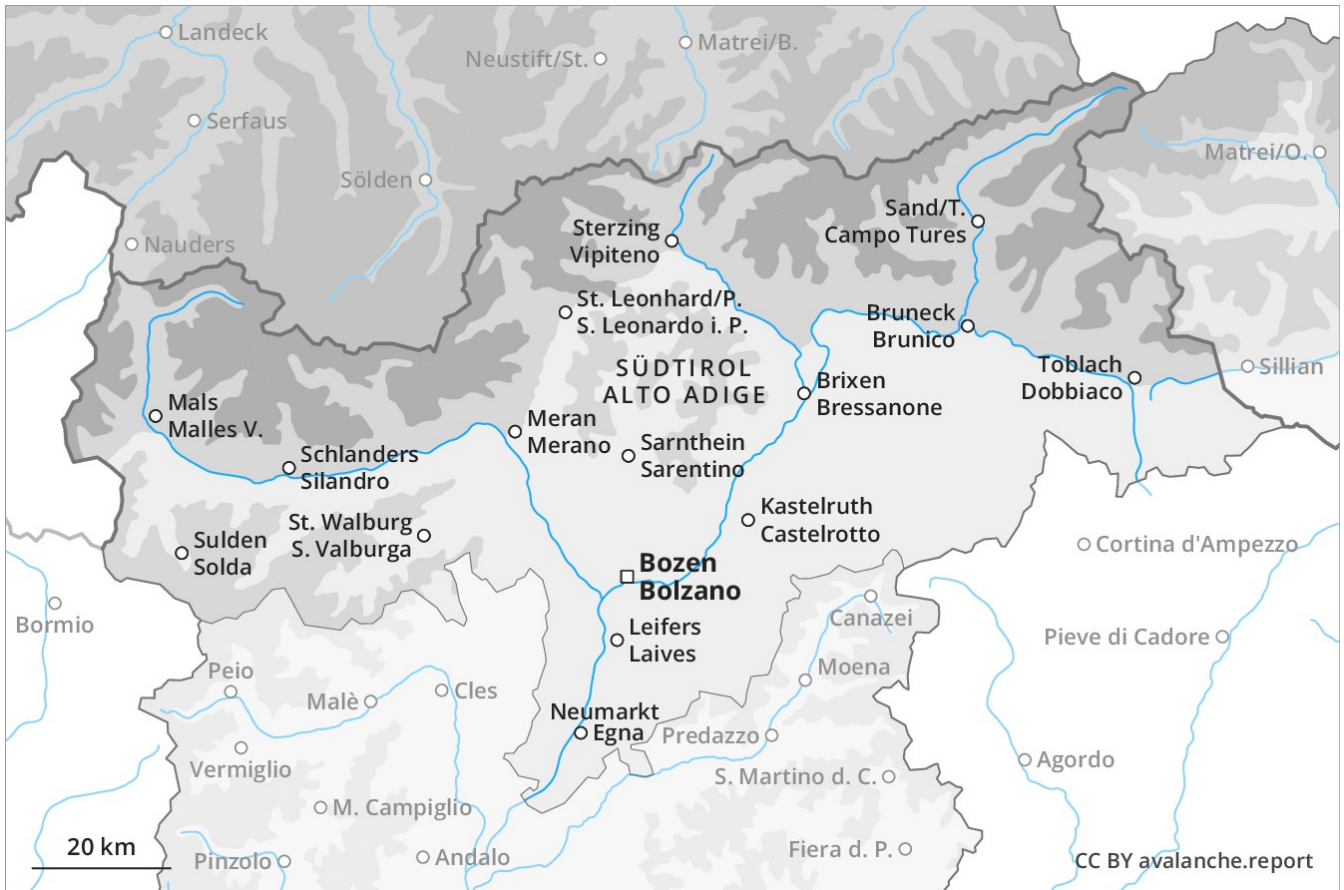 Landeck
Matrei/B.
Neustift/St.
Serfaus
Matrei/O.
Sölden
Sand/T.
Campo Tures
Sterzing
Vipiteno
Nauders
St. Leonhard/P.
S. Leonardo i. P.
Bruneck
Brunico
SÜDTIROL
ALTO ADIGE
Toblach
Dobbiaco
Sillian
Brixen
Bressanone
Mals
Malles V.
Meran
Merano
Sarnthein
Sarentino
Schlanders
Silandro
Kastelruth
Castelrotto
St. Walburg
S. Valburga
Sulden
Solda
Cortina d'Ampezzo
Bozen
Bolzano
Bormio
Canazei
Leifers
Laives
Pieve di Cadore
Peio
Moena
Malè
Cles
Neumarkt
Egna
Predazzo
Vermiglio
Agordo
S. Martino d. C.
M. Campiglio
20 km
Pinzolo
Andalo
Fiera d. P.
CC BY avalanche.report